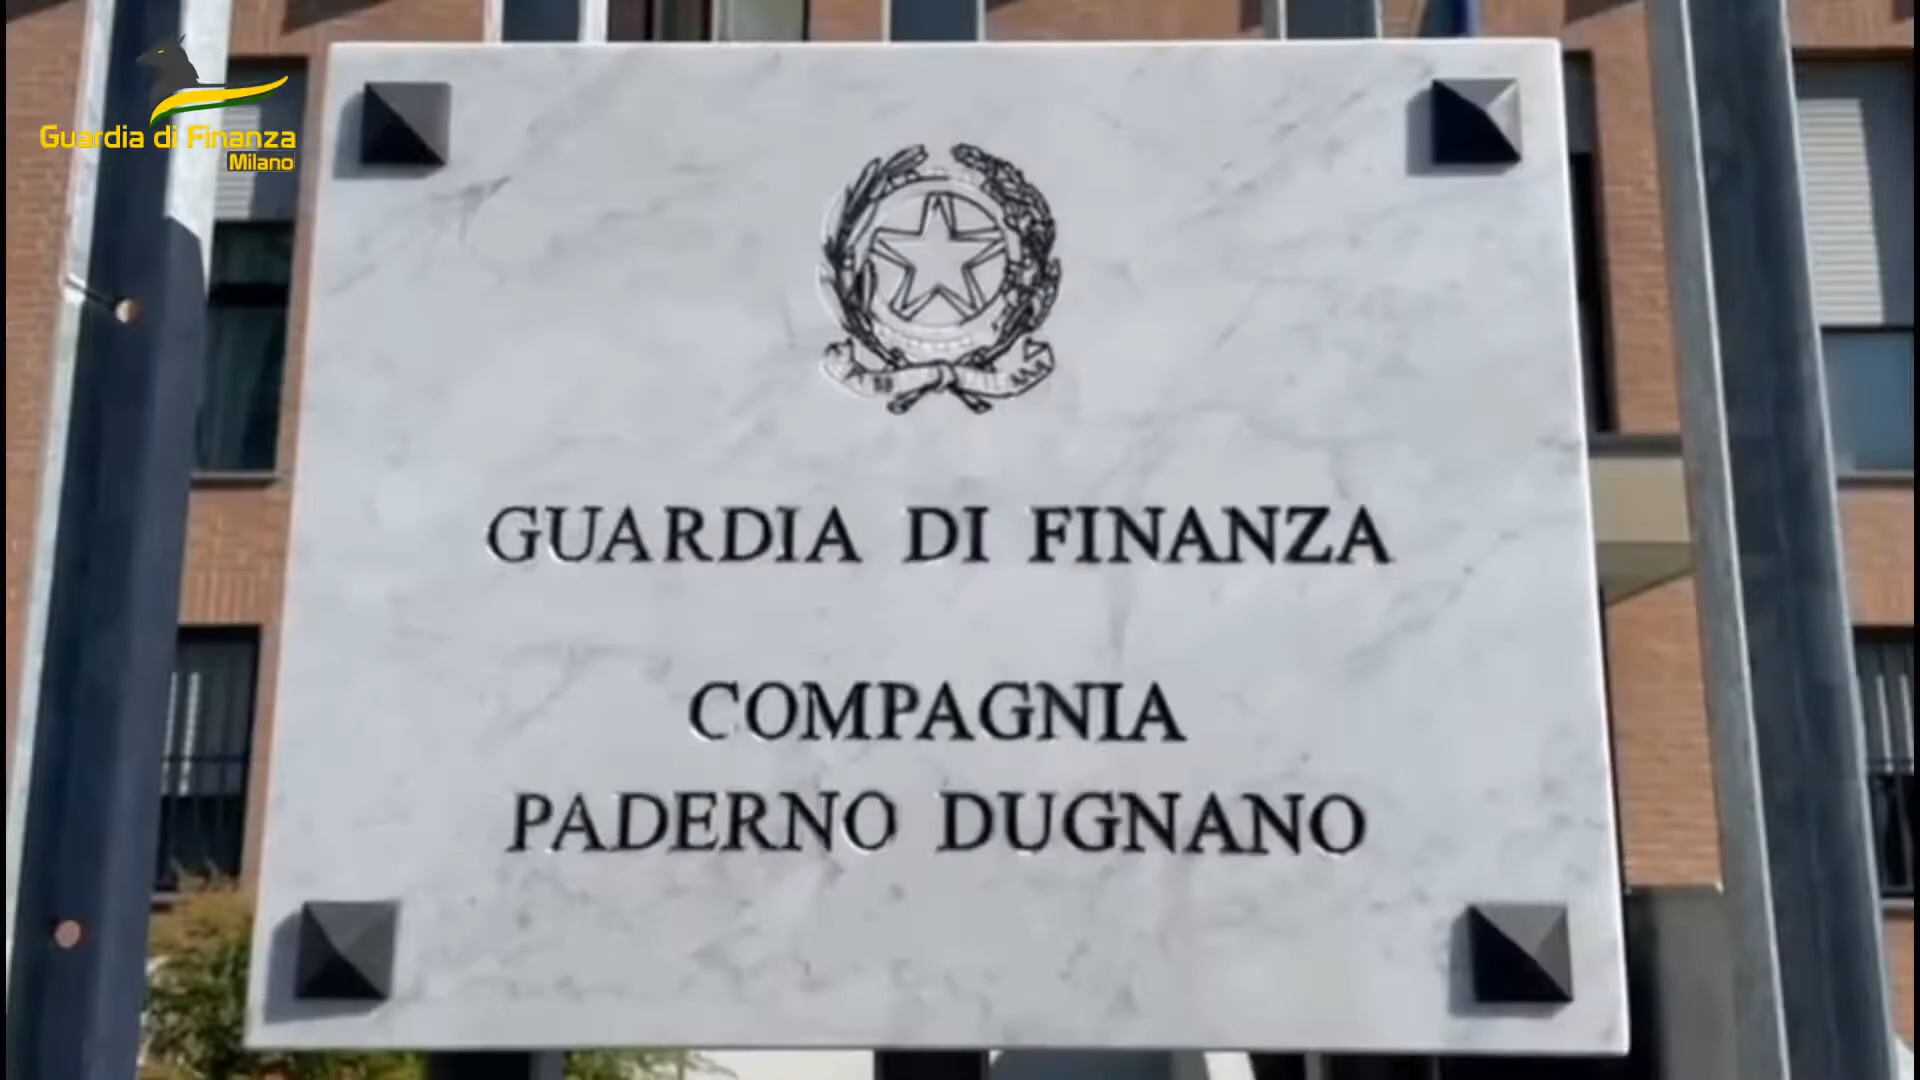 Guardia di Finanza
Milano
GUARDIA DI FINANZA
COMPAGNIA
PADERNO DUGNANO